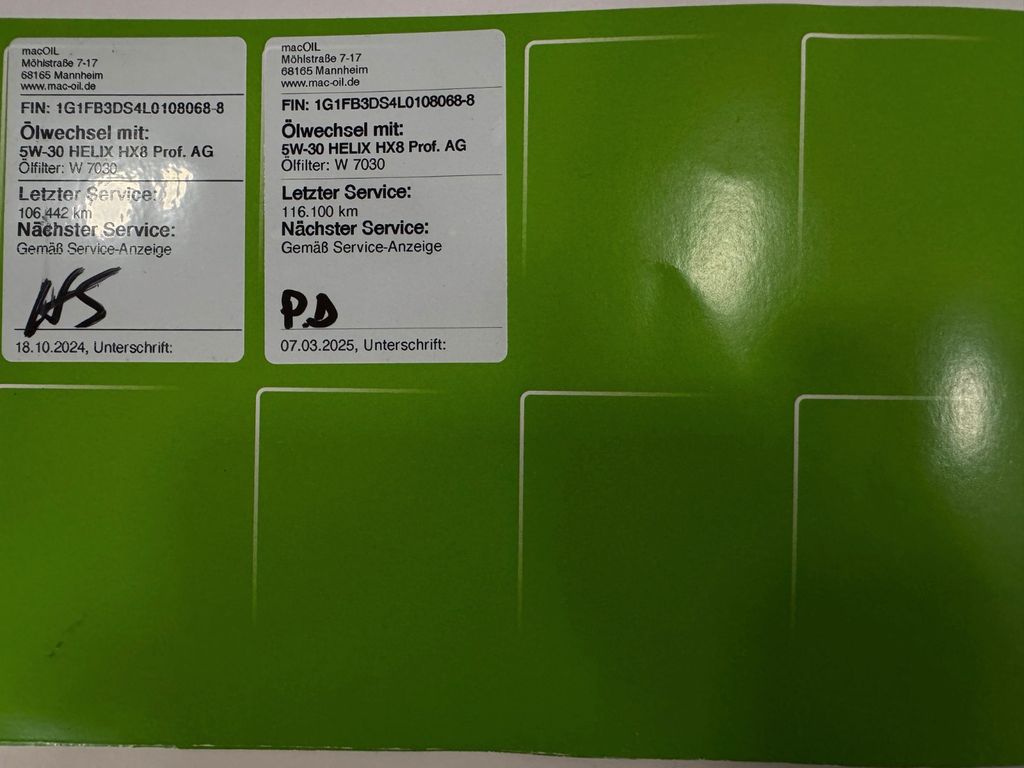 macOIL
Möhlstraße 7-17
68165 Mannheim
www.mac-oil.de
FIN: 1G1FB3DS4L0108068-8
Ölwechsel mit:
5W-30 HELIX HX8 Prof. AG
Ölfilter: W 7030
Letzter Service:
106.442 km
Nächster Service:
Gemäß Service-Anzeige
HS
18.10.2024, Unterschrift:
macOIL
Möhlstraße 7-17
68165 Mannheim
www.mac-oil.de
FIN: 1G1FB3DS4L0108068-8
Ölwechsel mit:
5W-30 HELIX HX8 Prof. AG
Ölfilter: W 7030
Letzter Service:
116.100 km
Nächster Service:
Gemäß Service-Anzeige
P.D
07.03.2025, Unterschrift: